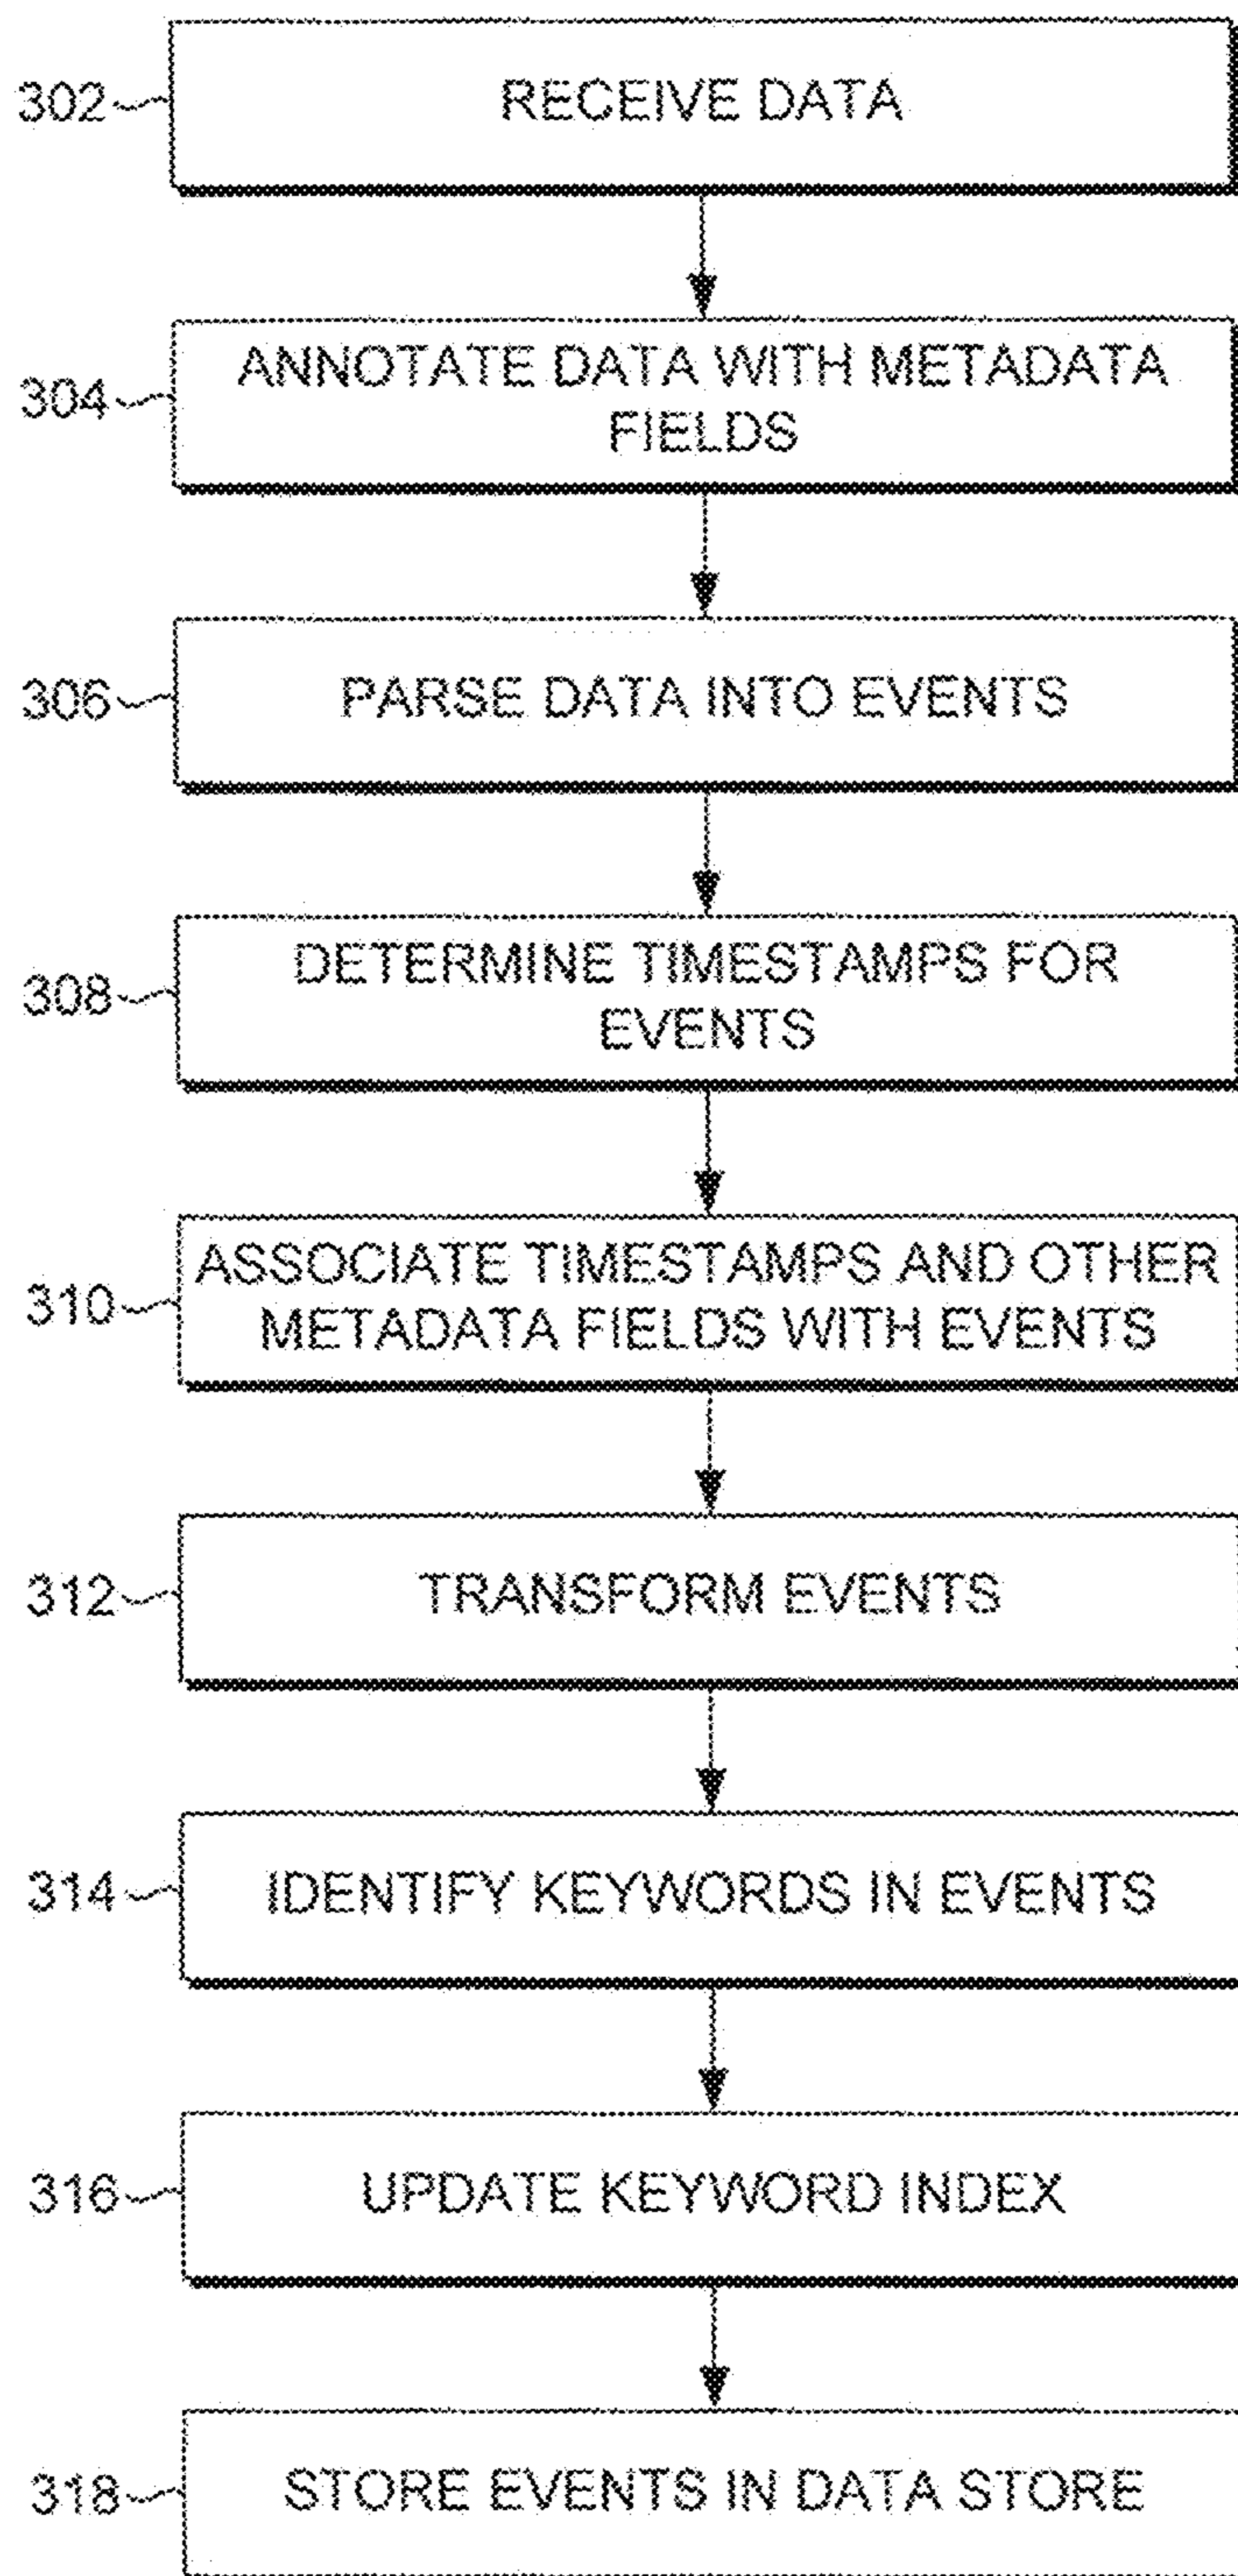 302
RECEIVE DATA
304
ANNOTATE DATA WITH METADATA
FIELDS
306
PARSE DATA INTO EVENTS
308
DETERMINE TIMESTAMPS FOR
EVENTS
310
ASSOCIATE TIMESTAMPS AND OTHER
METADATA FIELDS WITH EVENTS
312
TRANSFORM EVENTS
314
IDENTIFY KEYWORDS IN EVENTS
316
UPDATE KEYWORD INDEX
318
STORE EVENTS IN DATA STORE